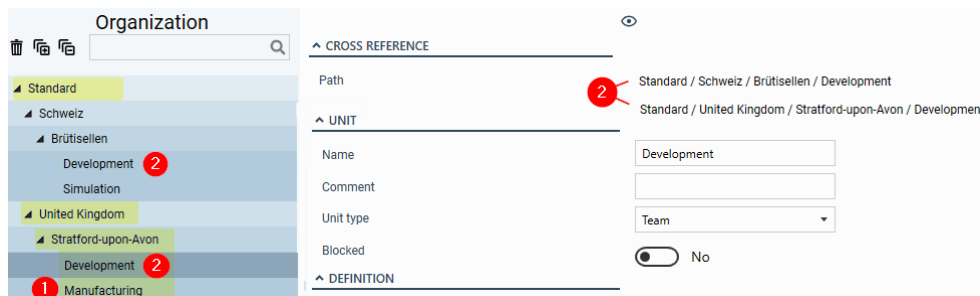 Organization
Standard
Schweiz
Brütisellen
Development 2
Simulation
United Kingdom
Stratford-upon-Avon
Development 2
1 Manufacturing
CROSS REFERENCE
Path
2
Standard / Schweiz / Brütisellen / Development
Standard / United Kingdom / Stratford-upon-Avon / Developmen
UNIT
Name
Development
Comment
Unit type
Team
Blocked
No
DEFINITION